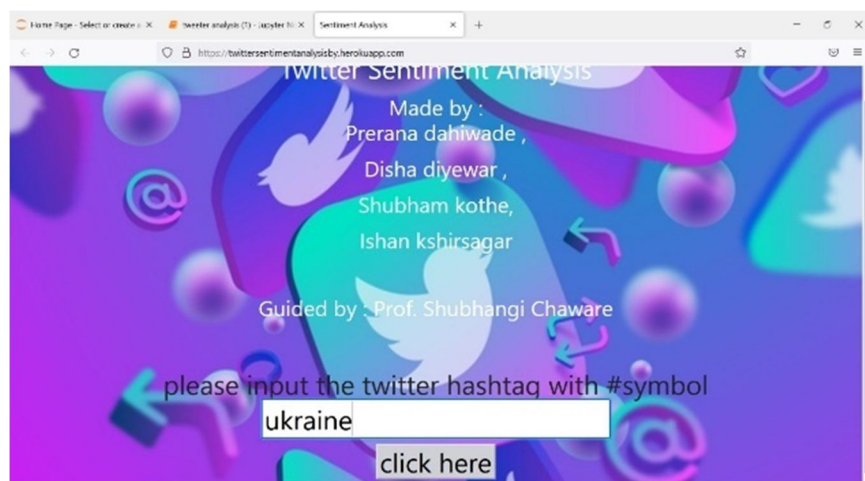 Home Page - Select or create a
tweeter analysis (1) - Jupyter No
Sentiment Analysis
https://twittersentimentanalysisby.herokuapp.com
Twitter Sentiment Analysis
Made by :
Prerana dahiwade ,
Disha diyewar ,
Shubham kothe,
Ishan kshirsagar
Guided by : Prof. Shubhangi Chaware
please input the twitter hashtag with #symbol
ukraine
click here